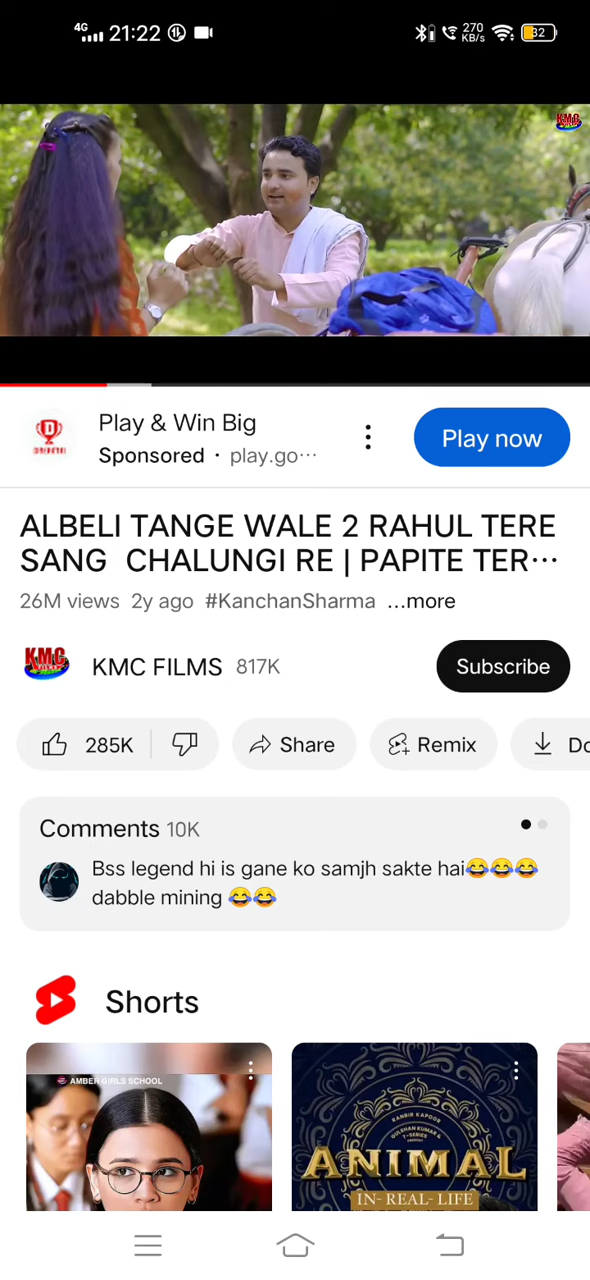 4G 21:22 270 KB/s 32
KMC
Play & Win Big
Sponsored · play.go···
Play now
ALBELI TANGE WALE 2 RAHUL TERE
SANG CHALUNGI RE | PAPITE TER···
26M views 2y ago #KanchanSharma ...more
KMC FILMS 817K
Subscribe
285K
Share
Remix
Do
Comments 10K
Bss legend hi is gane ko samjh sakte hai😂😂😂
dabble mining 😂😂
Shorts
AMBER GIRLS SCHOOL
RANBIR KAPOOR
GULSHAN KUMAR &
T-SERIES
ANIMAL
IN- REAL- LIFE